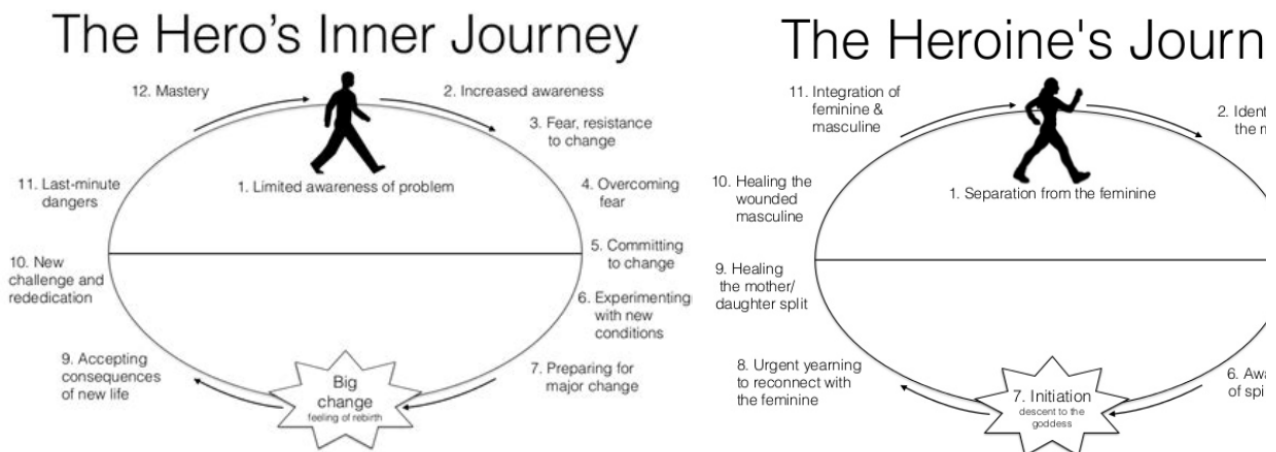 The Hero's Inner Journey
12. Mastery
2. Increased awareness
3. Fear, resistance
to change
11. Last-minute
dangers
1. Limited awareness of problem
4. Overcoming
fear
5. Committing
to change
10. New
challenge and
rededication
6. Experimenting
with new
conditions
9. Accepting
consequences
of new life
7. Preparing for
major change
Big
change
feeling of rebirth
The Heroine's Journ
11. Integration of
feminine &
masculine
2. Ident
the m
10. Healing the
wounded
masculine
1. Separation from the feminine
9. Healing
the mother/
daughter split
8. Urgent yearning
to reconnect with
the feminine
6. Awa
of spi
7. Initiation
descent to the
goddess